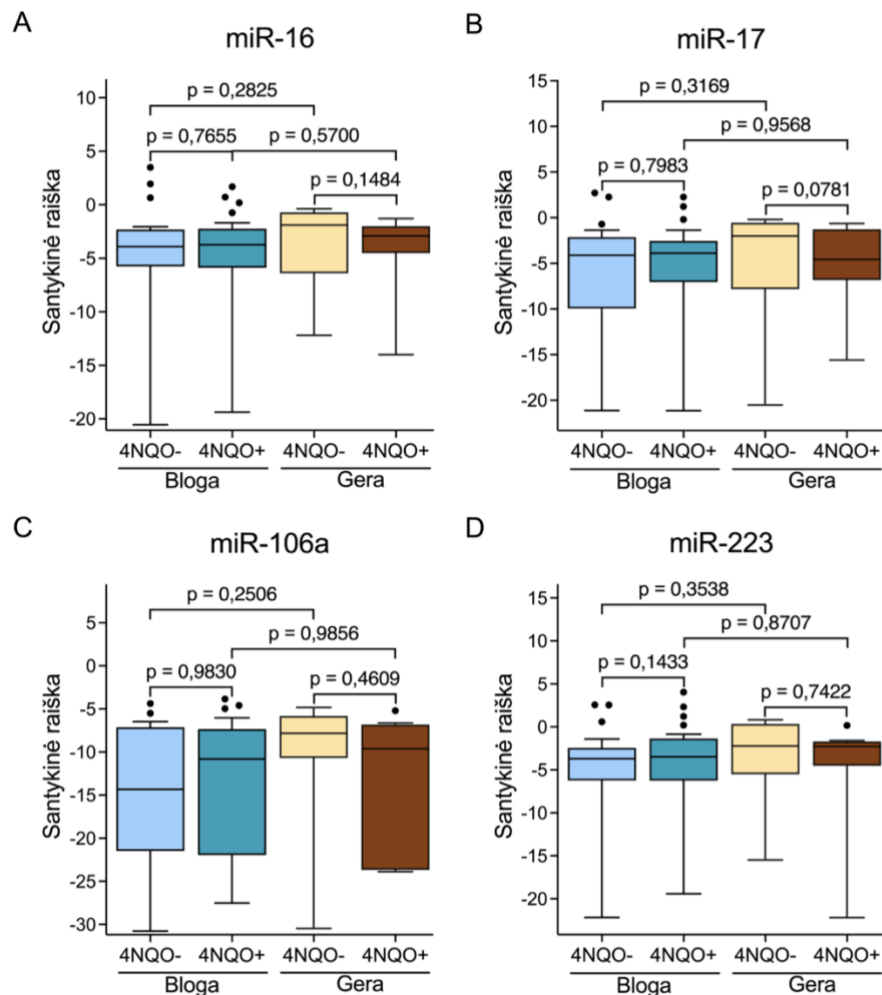 A
miR-16
Santykinė raiška
10
5
0
-5
-10
-15
-20
p = 0,2825
p = 0,7655
p = 0,5700
p = 0,1484
4NQO- 4NQO+ 4NQO- 4NQO+
Bloga Gera
B
miR-17
Santykinė raiška
15
10
5
0
-5
-10
-15
-20
p = 0,3169
p = 0,9568
p = 0,7983
p = 0,0781
4NQO- 4NQO+ 4NQO- 4NQO+
Bloga Gera
C
miR-106a
Santykinė raiška
5
0
-5
-10
-15
-20
-25
-30
p = 0,2506
p = 0,9856
p = 0,9830
p = 0,4609
4NQO- 4NQO+ 4NQO- 4NQO+
Bloga Gera
D
miR-223
Santykinė raiška
15
10
5
0
-5
-10
-15
-20
p = 0,3538
p = 0,8707
p = 0,1433
p = 0,7422
4NQO- 4NQO+ 4NQO- 4NQO+
Bloga Gera